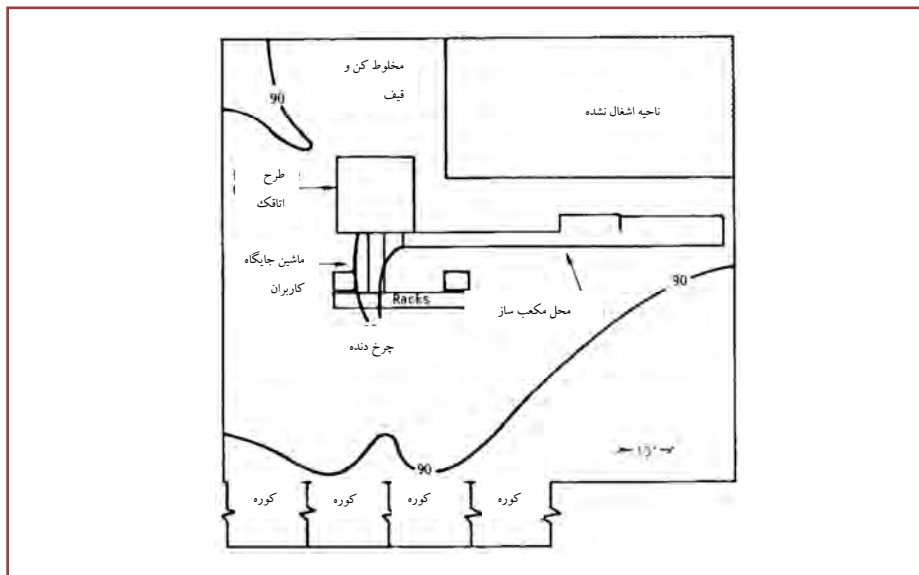 مخلوط کن و
قیف
ناحیه اشغال نشده
90
طرح
اتاقک
ماشین جایگاه
کاربران
Racks
محل مکعب ساز
90
چرخ دنده
90
کوره
کوره
کوره
کوره